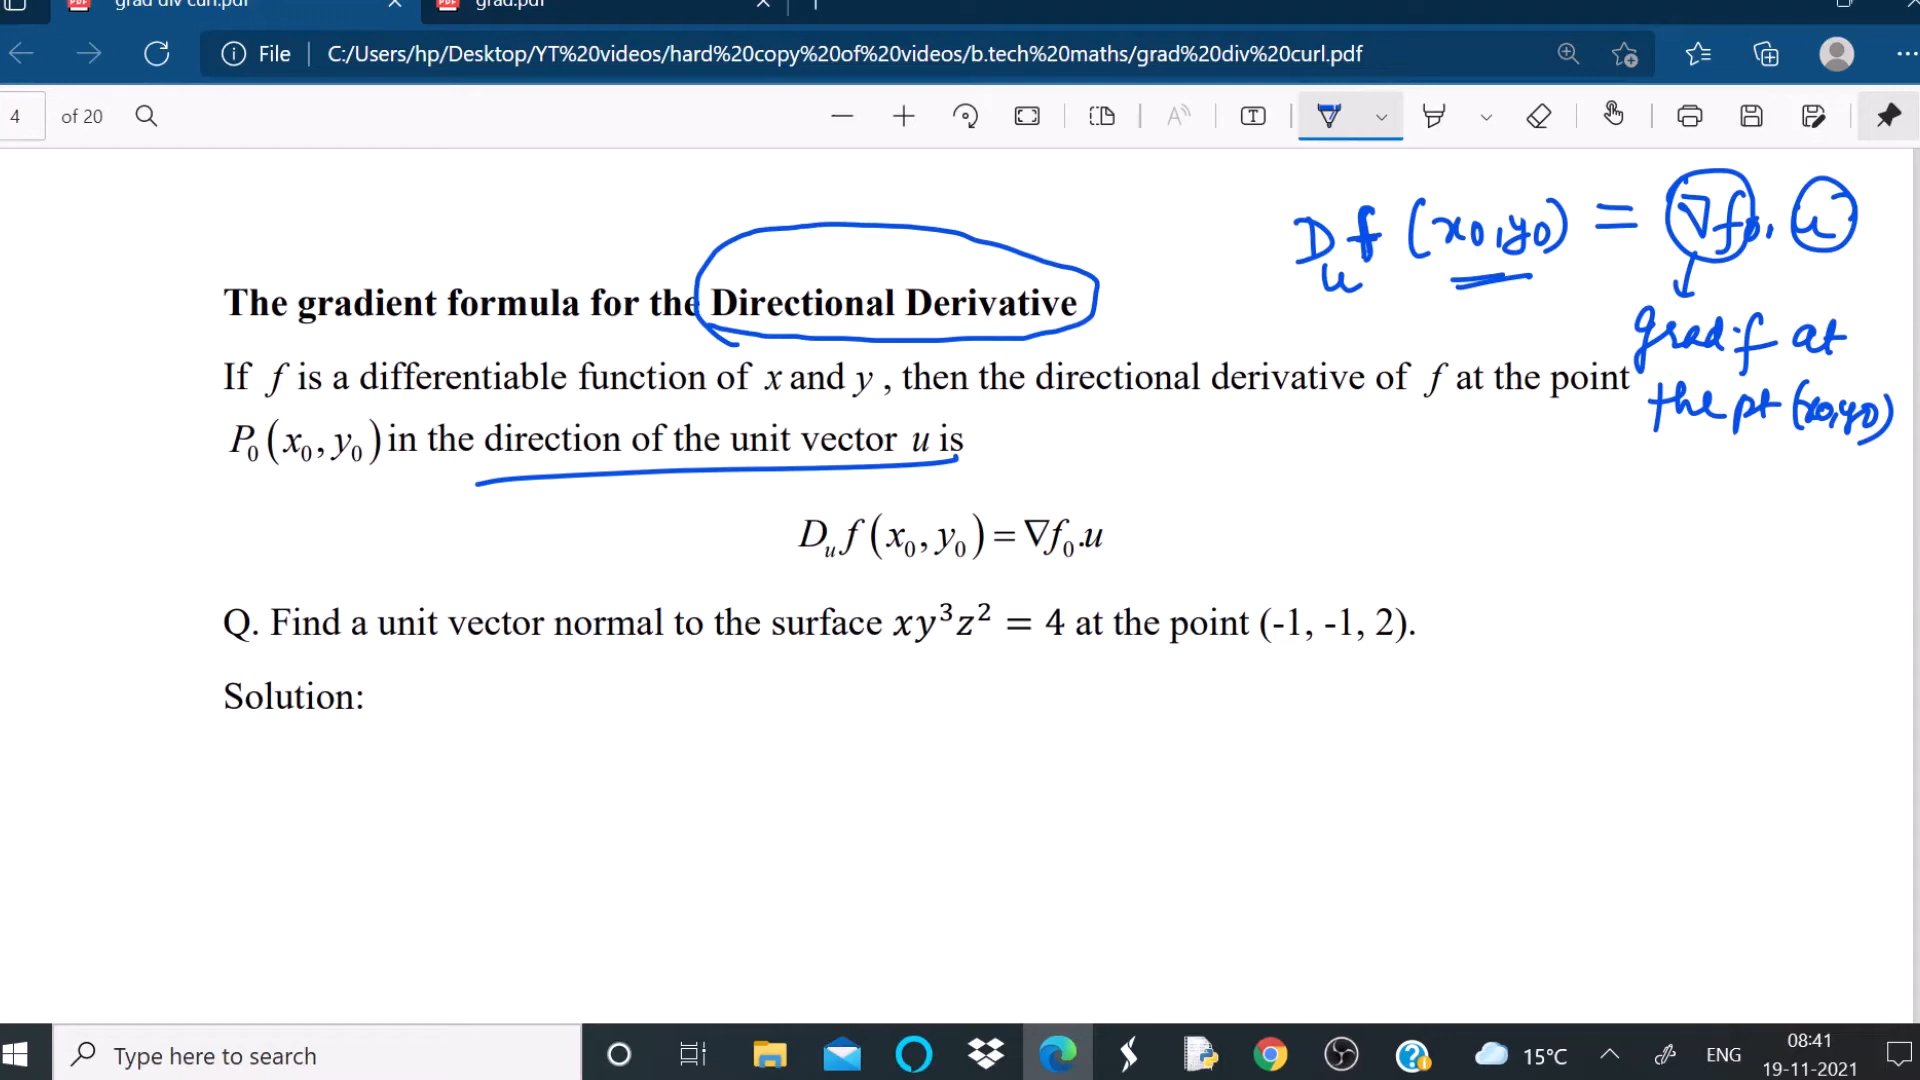 grad div curl.pdf
grad.pdf
File
C:/Users/hp/Desktop/YT%20videos/hard%20copy%20of%20videos/b.tech%20maths/grad%20div%20curl.pdf
4 of 20
D_u f (x0,y0) = ∇f0. u
grad f at
the pt (x0,y0)
The gradient formula for the Directional Derivative
If f is a differentiable function of x and y , then the directional derivative of f at the point
P₀(x₀, y₀) in the direction of the unit vector u is
D_u f (x₀, y₀) = ∇f₀.u
Q. Find a unit vector normal to the surface xy³z² = 4 at the point (-1, -1, 2).
Solution:
Type here to search
15°C
ENG
08:41
19-11-2021